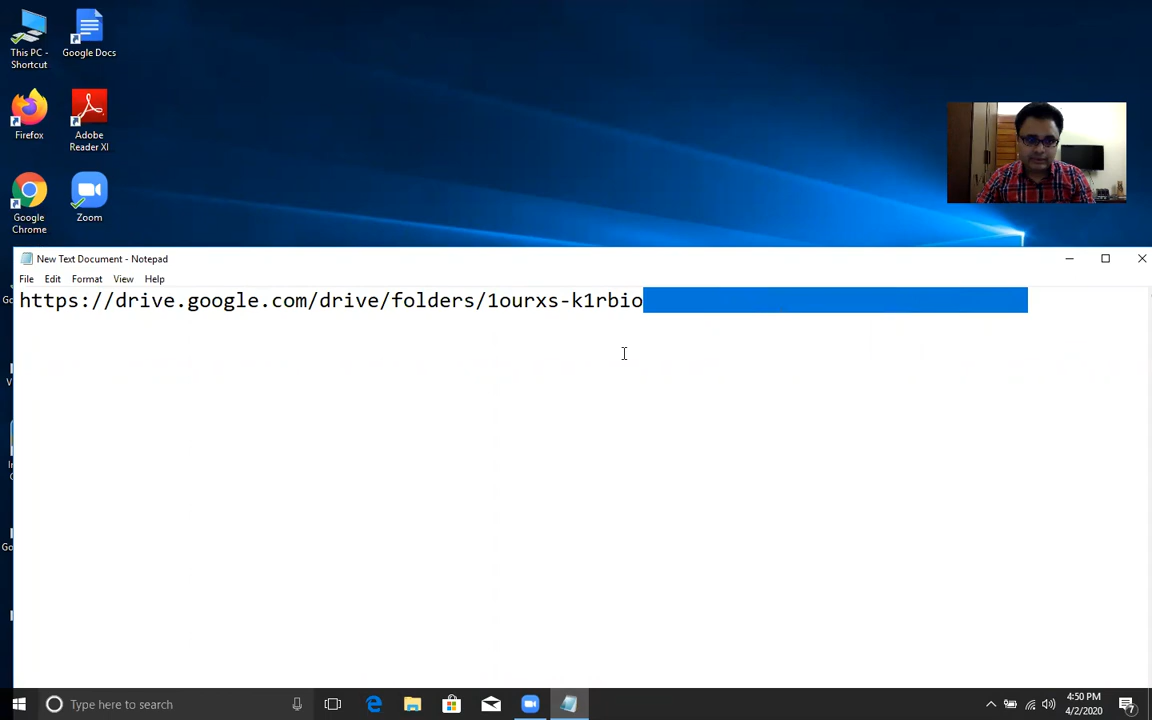 This PC - Shortcut
Google Docs
Firefox
Adobe Reader XI
Google Chrome
Zoom
New Text Document - Notepad
File Edit Format View Help
https://drive.google.com/drive/folders/1ourxs-k1rbio
Type here to search
4:50 PM
4/2/2020
7